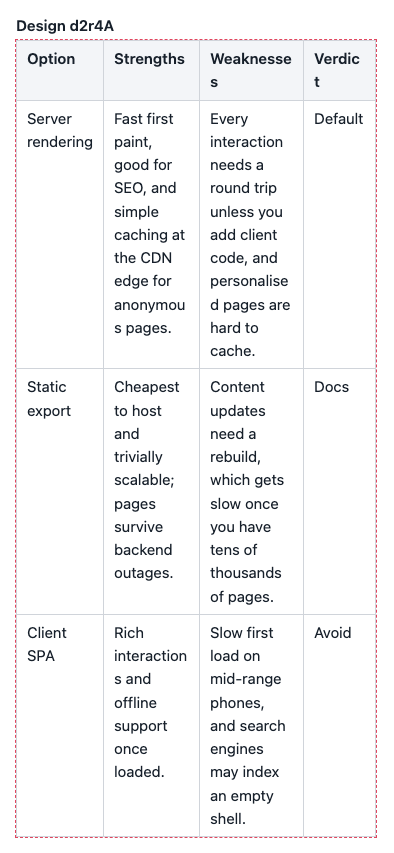 Design d2r4A
Option
Strengths
Weaknesse
s
Verdic
t
Server
rendering
Fast first
paint,
good for
SEO, and
simple
caching at
the CDN
edge for
anonymou
s pages.
Every
interaction
needs a
round trip
unless you
add client
code, and
personalise
d pages are
hard to
cache.
Default
Static
export
Cheapest
to host
and
trivially
scalable;
pages
survive
backend
outages.
Content
updates
need a
rebuild,
which gets
slow once
you have
tens of
thousands
of pages.
Docs
Client
SPA
Rich
interaction
s and
offline
support
once
loaded.
Slow first
load on
mid-range
phones,
and search
engines
may index
an empty
shell.
Avoid